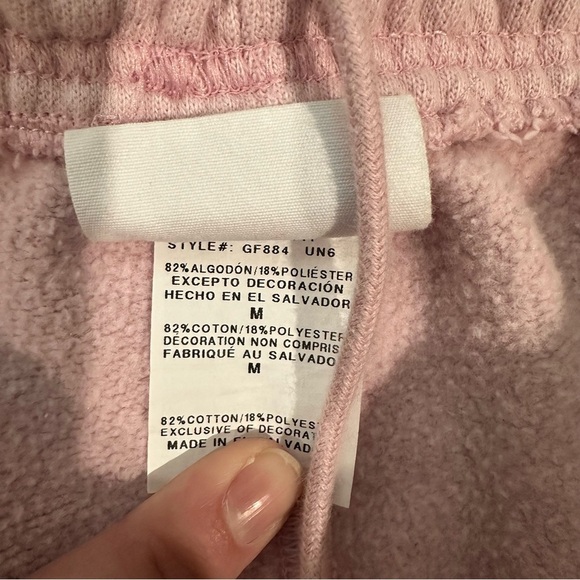 STYLE#: GF884 UN6
82%ALGODÓN/18%POLIÉSTER
EXCEPTO DECORACIÓN
HECHO EN EL SALVADOR
M
82%COTON/18%POLYESTER
DÉCORATION NON COMPRIS
FABRIQUÉ AU SALVADO
M
82%COTTON/18%POLYES
EXCLUSIVE OF DECORAT
MADE IN